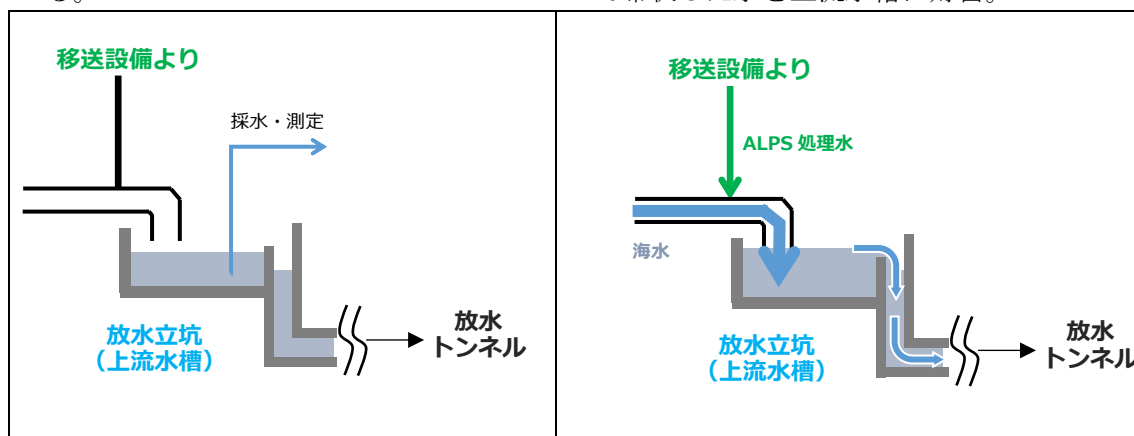 る。
移送設備より
採水・測定
放水立坑
(上流水槽)
放水
トンネル
移送設備より
ALPS 処理水
海水
放水立坑
(上流水槽)
放水
トンネル